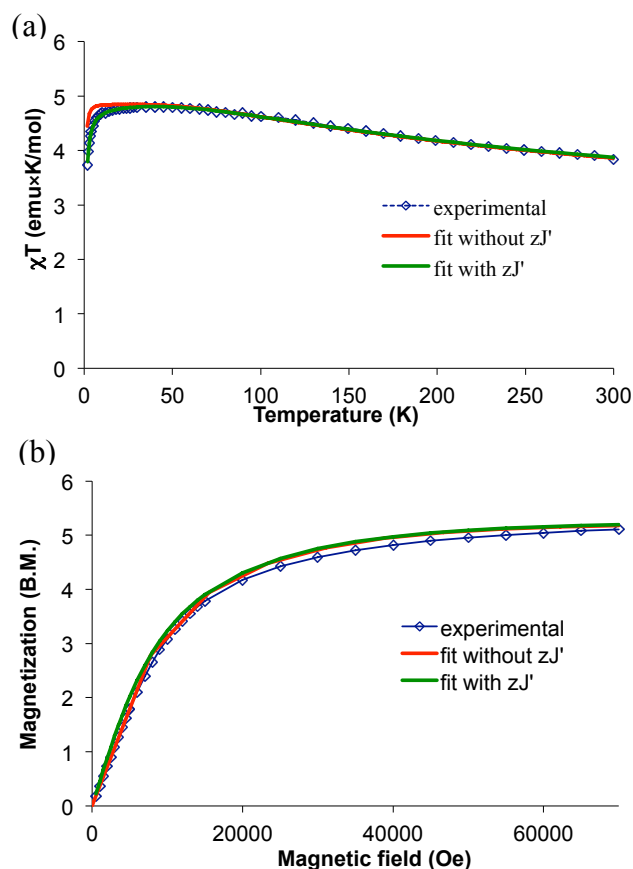 (a)
6
5
4
3
2
1
0
χT (emu×K/mol)
experimental
fit without zJ'
fit with zJ'
0 50 100 150 200 250 300
Temperature (K)
(b)
6
5
4
3
2
1
0
Magnetization (B.M.)
experimental
fit without zJ'
fit with zJ'
0 20000 40000 60000
Magnetic field (Oe)